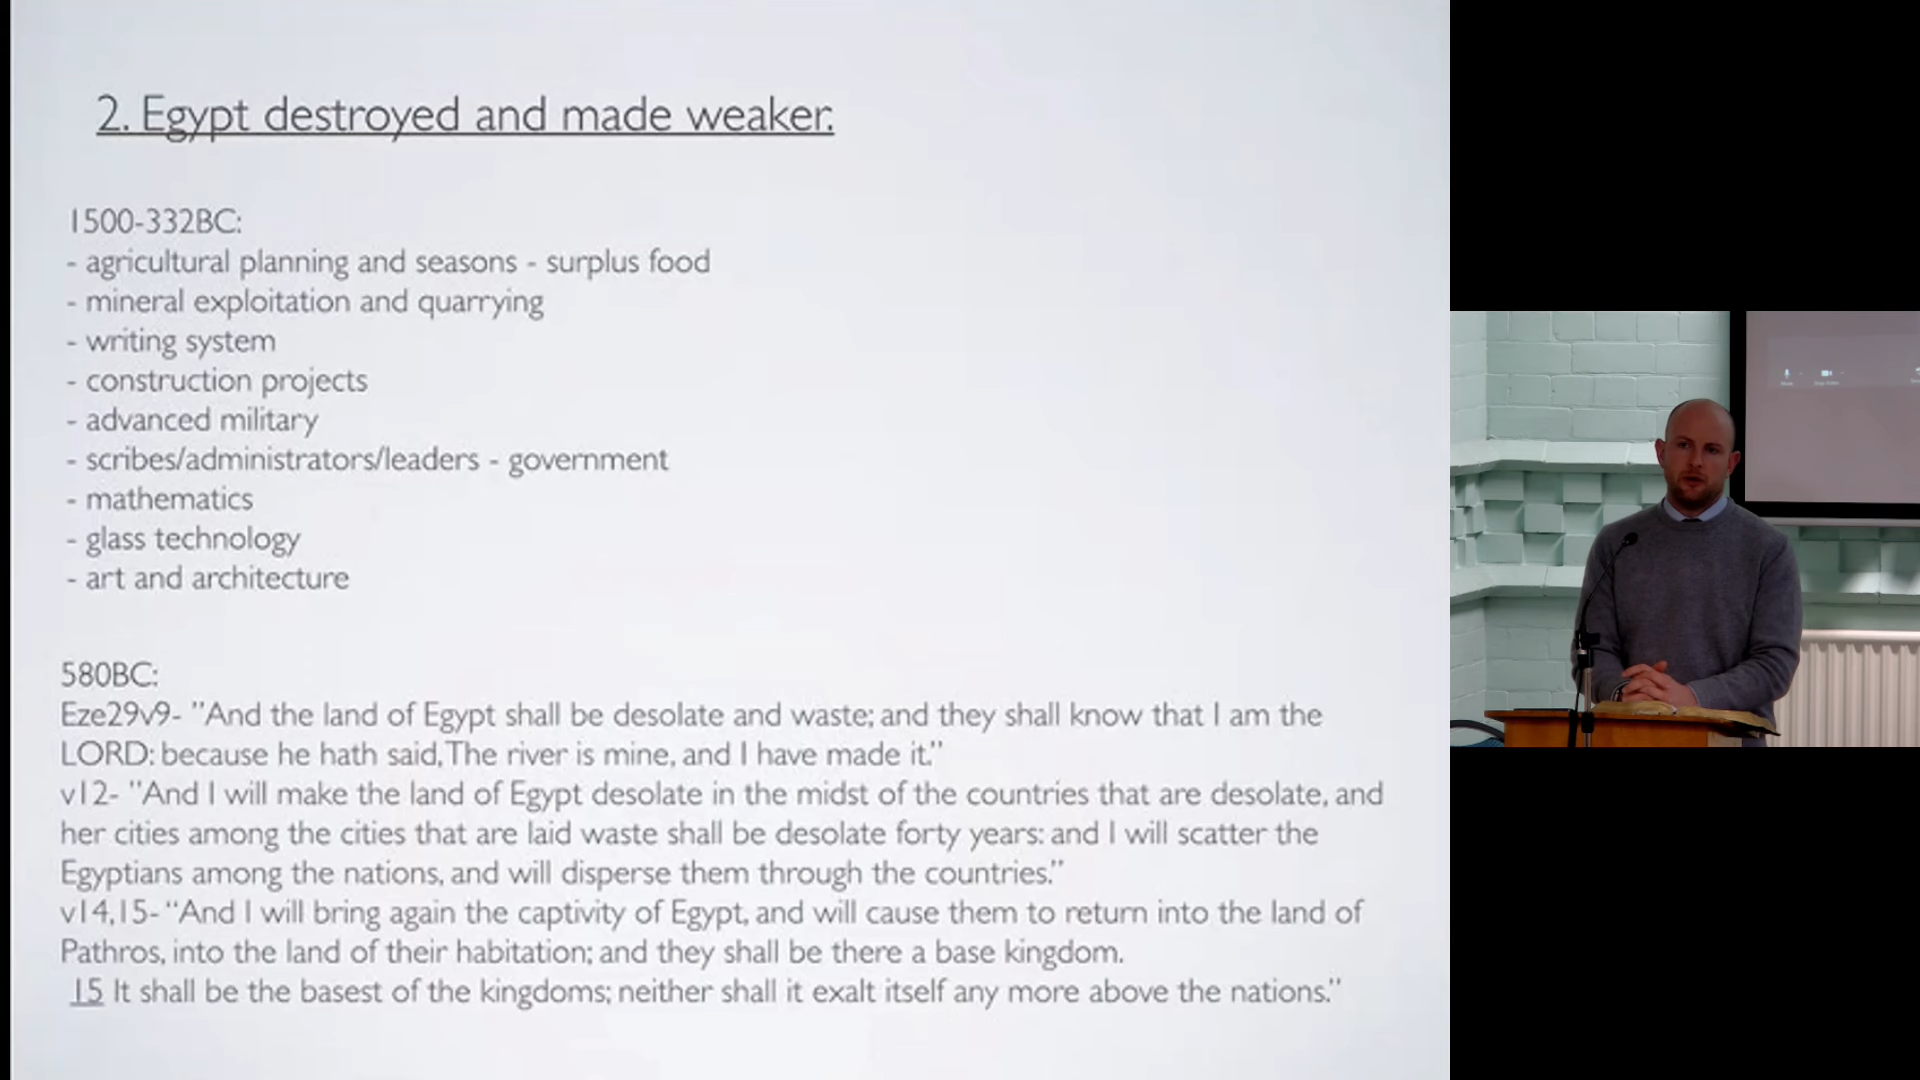 2. Egypt destroyed and made weaker.
1500-332BC:
- agricultural planning and seasons - surplus food
- mineral exploitation and quarrying
- writing system
- construction projects
- advanced military
- scribes/administrators/leaders - government
- mathematics
- glass technology
- art and architecture
580BC:
Eze29v9- "And the land of Egypt shall be desolate and waste; and they shall know that I am the
LORD: because he hath said, The river is mine, and I have made it."
v12- "And I will make the land of Egypt desolate in the midst of the countries that are desolate, and
her cities among the cities that are laid waste shall be desolate forty years: and I will scatter the
Egyptians among the nations, and will disperse them through the countries."
v14,15- "And I will bring again the captivity of Egypt, and will cause them to return into the land of
Pathros, into the land of their habitation; and they shall be there a base kingdom.
15 It shall be the basest of the kingdoms; neither shall it exalt itself any more above the nations."